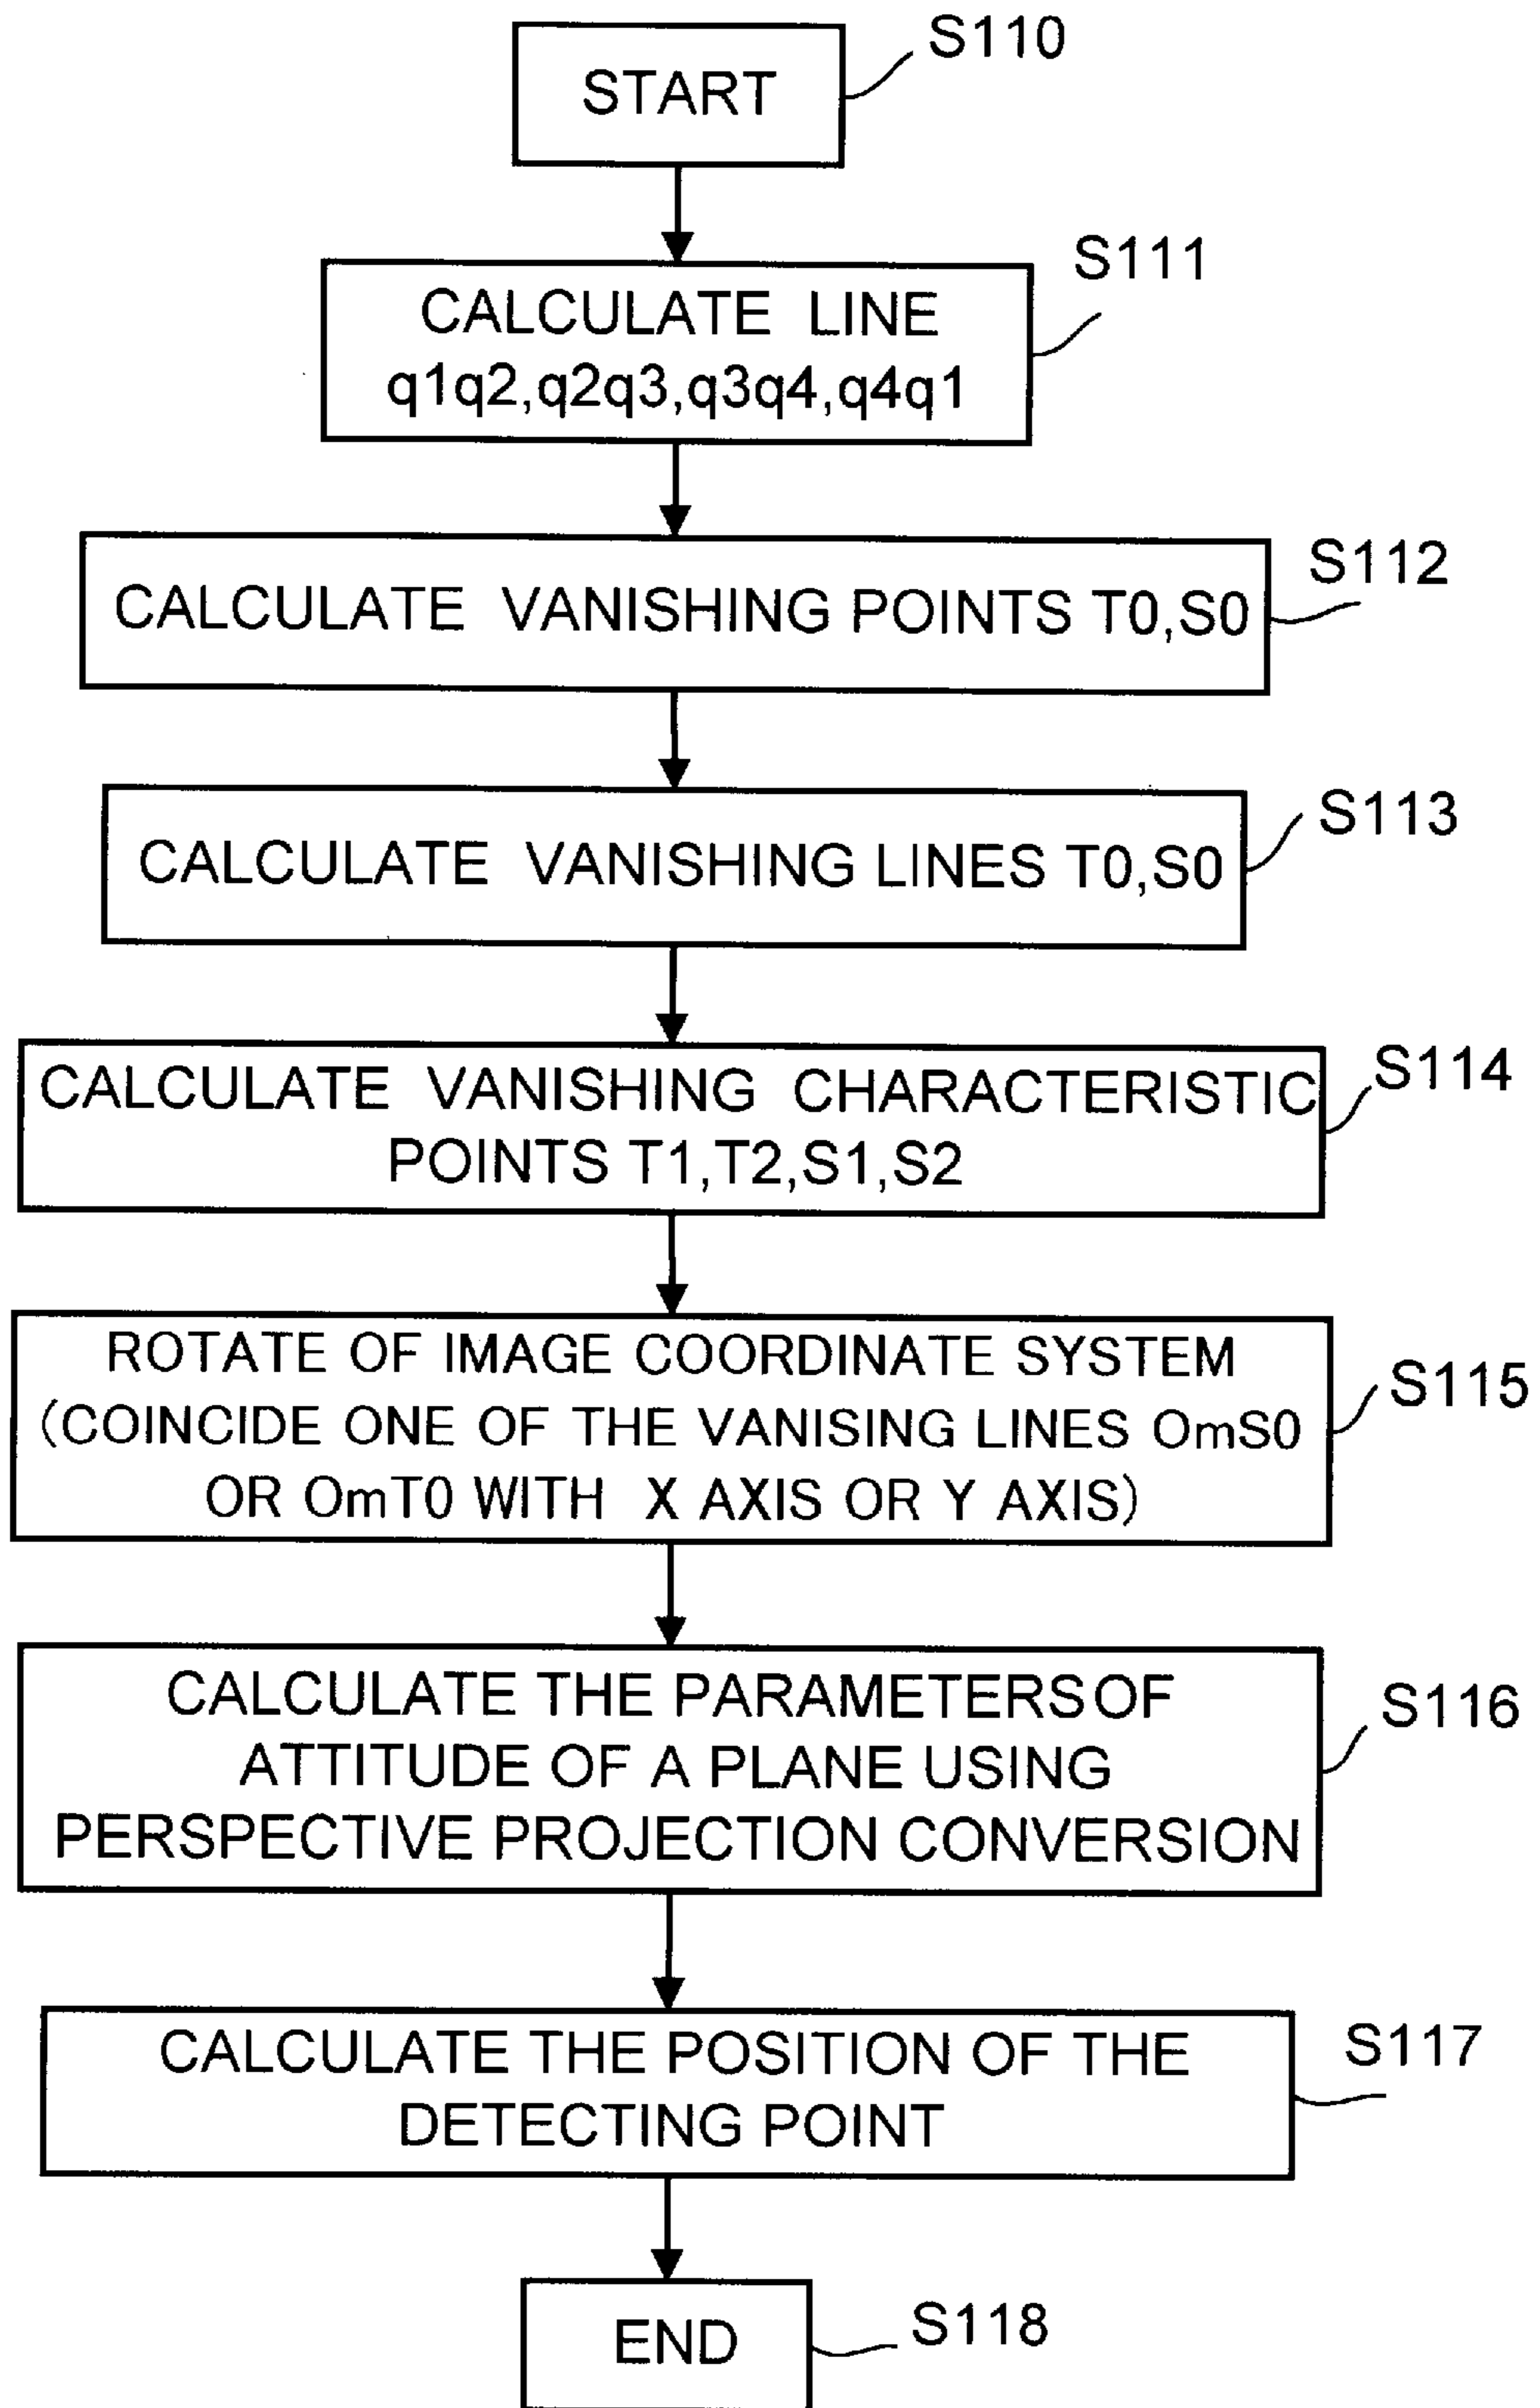 START
S110
CALCULATE LINE
q1q2,q2q3,q3q4,q4q1
S111
CALCULATE VANISHING POINTS T0,S0
S112
CALCULATE VANISHING LINES T0,S0
S113
CALCULATE VANISHING CHARACTERISTIC
POINTS T1,T2,S1,S2
S114
ROTATE OF IMAGE COORDINATE SYSTEM
(COINCIDE ONE OF THE VANISING LINES OmS0
OR OmT0 WITH X AXIS OR Y AXIS)
S115
CALCULATE THE PARAMETERS OF
ATTITUDE OF A PLANE USING
PERSPECTIVE PROJECTION CONVERSION
S116
CALCULATE THE POSITION OF THE
DETECTING POINT
S117
END
S118